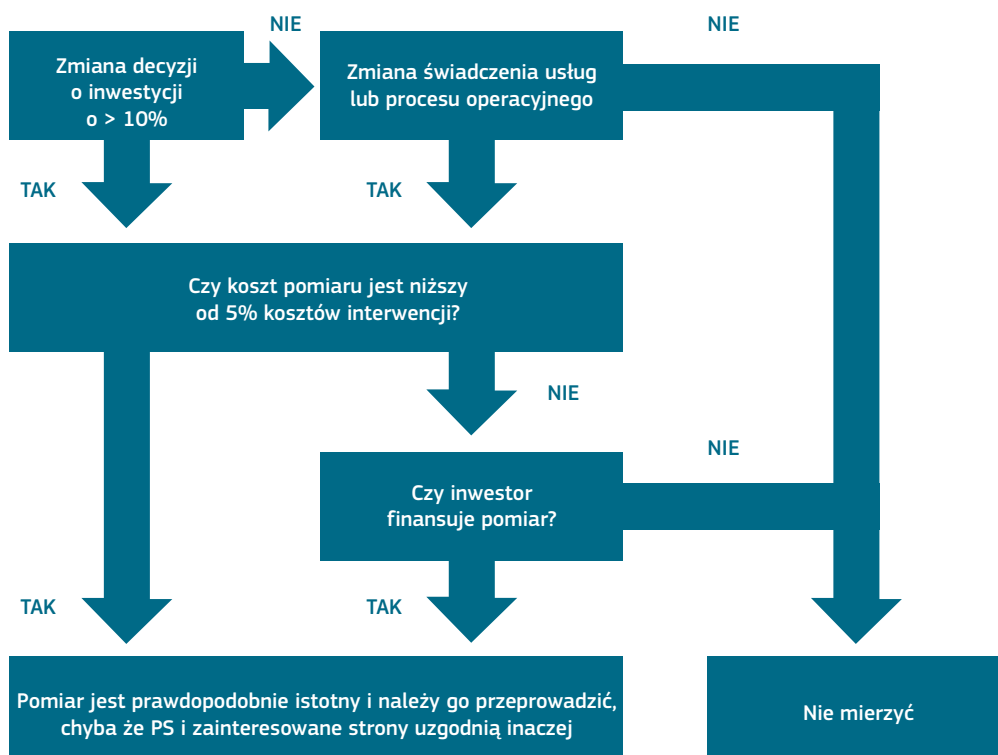 NIE
NIE
Zmiana decyzji
o inwestycji
o > 10%
Zmiana świadczenia usług
lub procesu operacyjnego
TAK
TAK
Czy koszt pomiaru jest niższy
od 5% kosztów interwencji?
NIE
NIE
Czy inwestor
finansuje pomiar?
TAK
TAK
Pomiar jest prawdopodobnie istotny i należy go przeprowadzić,
chyba że PS i zainteresowane strony uzgodnią inaczej
Nie mierzyć